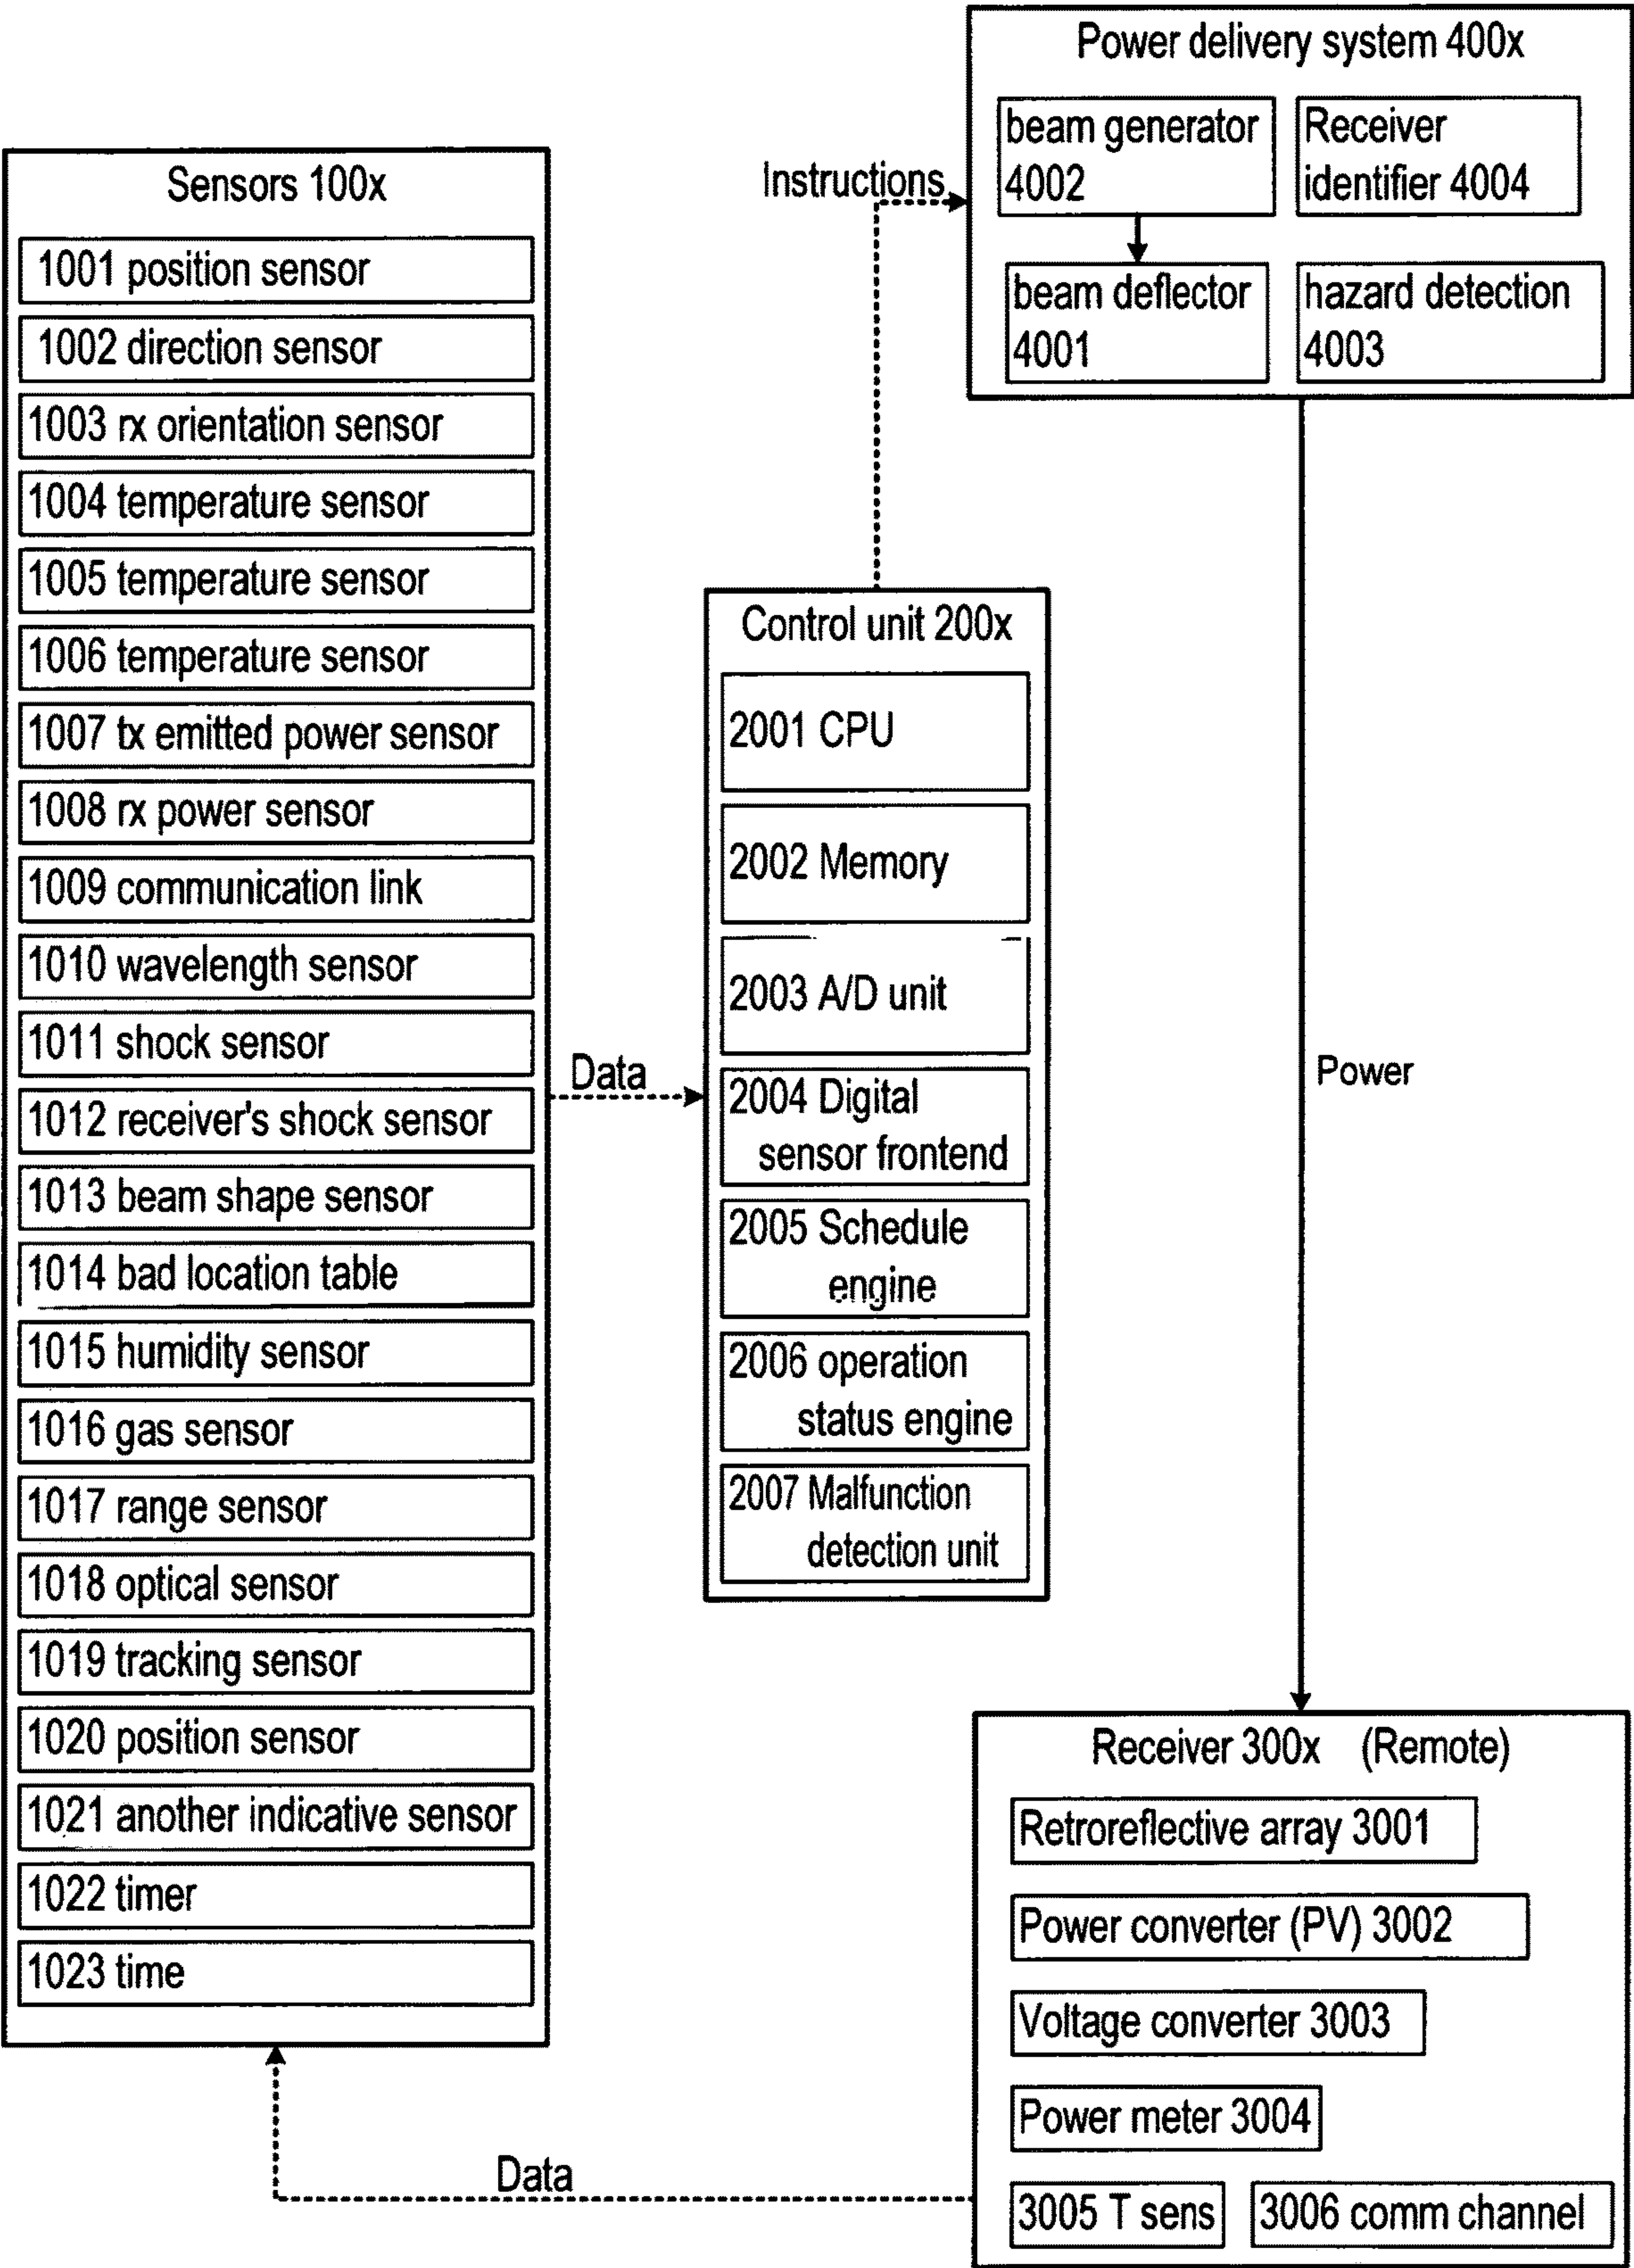 Power delivery system 400x
beam generator
4002
Receiver
identifier 4004
beam deflector
4001
hazard detection
4003
Instructions
Sensors 100x
1001 position sensor
1002 direction sensor
1003 rx orientation sensor
1004 temperature sensor
1005 temperature sensor
1006 temperature sensor
1007 tx emitted power sensor
1008 rx power sensor
1009 communication link
1010 wavelength sensor
1011 shock sensor
1012 receiver's shock sensor
1013 beam shape sensor
1014 bad location table
1015 humidity sensor
1016 gas sensor
1017 range sensor
1018 optical sensor
1019 tracking sensor
1020 position sensor
1021 another indicative sensor
1022 timer
1023 time
Data
Control unit 200x
2001 CPU
2002 Memory
2003 A/D unit
2004 Digital
sensor frontend
2005 Schedule
engine
2006 operation
status engine
2007 Malfunction
detection unit
Power
Receiver 300x (Remote)
Retroreflective array 3001
Power converter (PV) 3002
Voltage converter 3003
Power meter 3004
3005 T sens
3006 comm channel
Data